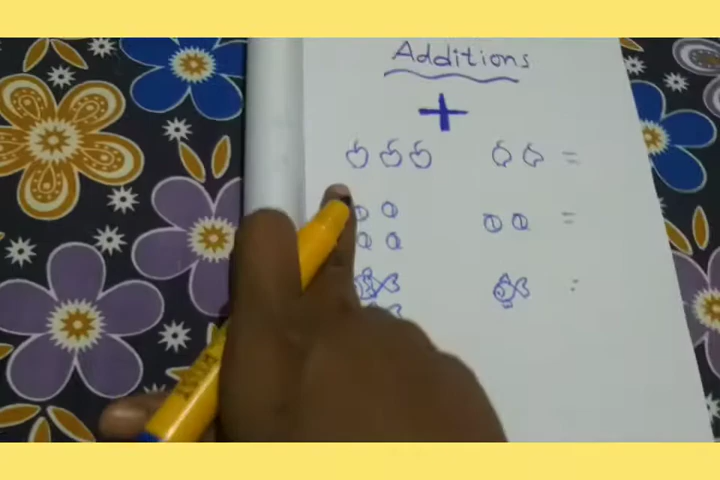 Additions
+
=
=